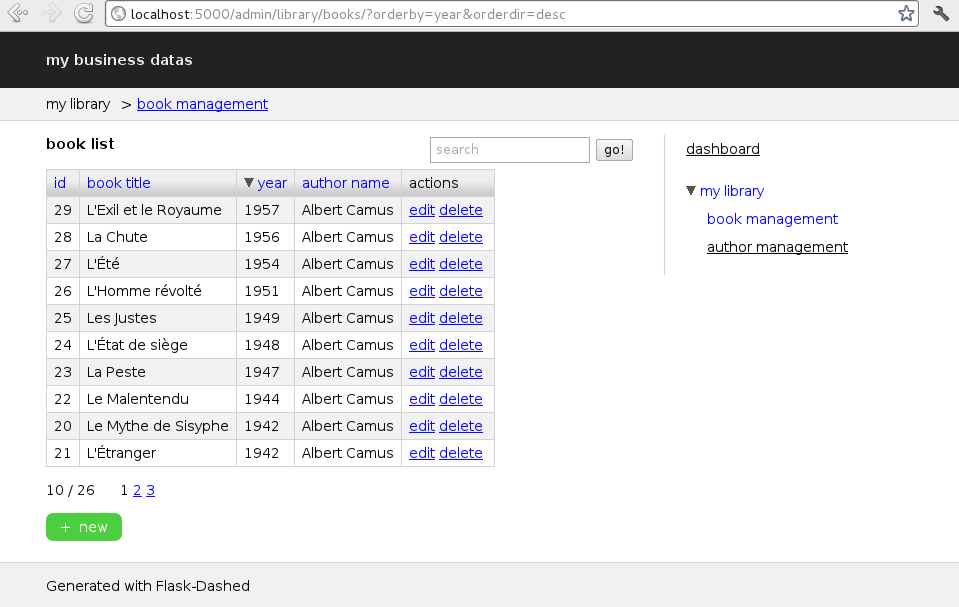 localhost:5000/admin/library/books/?orderby=year&orderdir=desc
my business datas
my library > book management
book list
search go!
id book title ▼ year author name actions
29 L'Exil et le Royaume 1957 Albert Camus edit delete
28 La Chute 1956 Albert Camus edit delete
27 L'Été 1954 Albert Camus edit delete
26 L'Homme révolté 1951 Albert Camus edit delete
25 Les Justes 1949 Albert Camus edit delete
24 L'État de siège 1948 Albert Camus edit delete
23 La Peste 1947 Albert Camus edit delete
22 Le Malentendu 1944 Albert Camus edit delete
20 Le Mythe de Sisyphe 1942 Albert Camus edit delete
21 L'Étranger 1942 Albert Camus edit delete
10 / 26 1 2 3
+ new
dashboard
▼ my library
book management
author management
Generated with Flask-Dashed